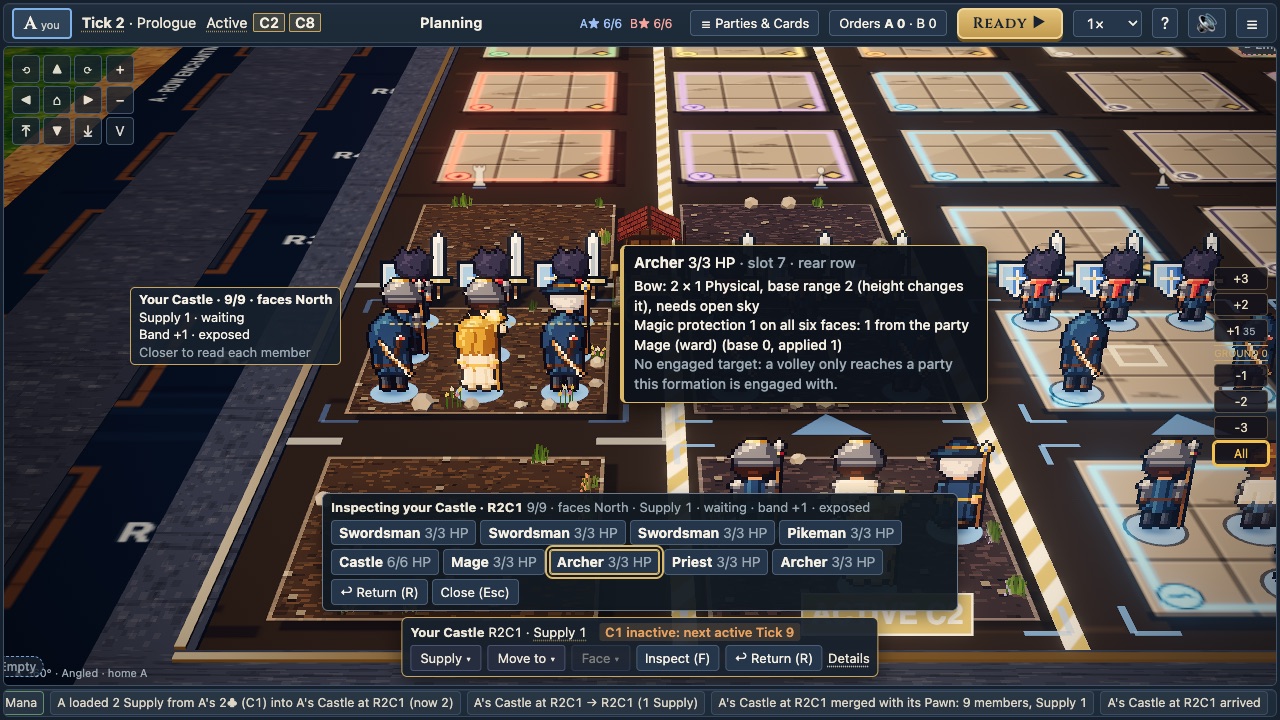 A you
Tick 2 · Prologue
Active C2 C8
Planning
A★ 6/6 B★ 6/6
≡ Parties & Cards
Orders A 0 · B 0
READY ▶
1×
?
≡
V
Your Castle · 9/9 · faces North
Supply 1 · waiting
Band +1 · exposed
Closer to read each member
Archer 3/3 HP · slot 7 · rear row
Bow: 2 × 1 Physical, base range 2 (height changes
it), needs open sky
Magic protection 1 on all six faces: 1 from the party
Mage (ward) (base 0, applied 1)
No engaged target: a volley only reaches a party
this formation is engaged with.
+3
+2
+1 35
GROUND 0
-1
-2
-3
All
Inspecting your Castle · R2C1 9/9 · faces North · Supply 1 · waiting · band +1 · exposed
Swordsman 3/3 HP
Swordsman 3/3 HP
Swordsman 3/3 HP
Pikeman 3/3 HP
Castle 6/6 HP
Mage 3/3 HP
Archer 3/3 HP
Priest 3/3 HP
Archer 3/3 HP
↩ Return (R)
Close (Esc)
Your Castle R2C1 · Supply 1 C1 inactive: next active Tick 9
Supply ▾
Move to ▾
Face ▾
Inspect (F)
↩ Return (R)
Details
· Angled · home A
Mana
A loaded 2 Supply from A's 2♣ (C1) into A's Castle at R2C1 (now 2)
A's Castle at R2C1 → R2C1 (1 Supply)
A's Castle at R2C1 merged with its Pawn: 9 members, Supply 1
A's Castle at R2C1 arrived